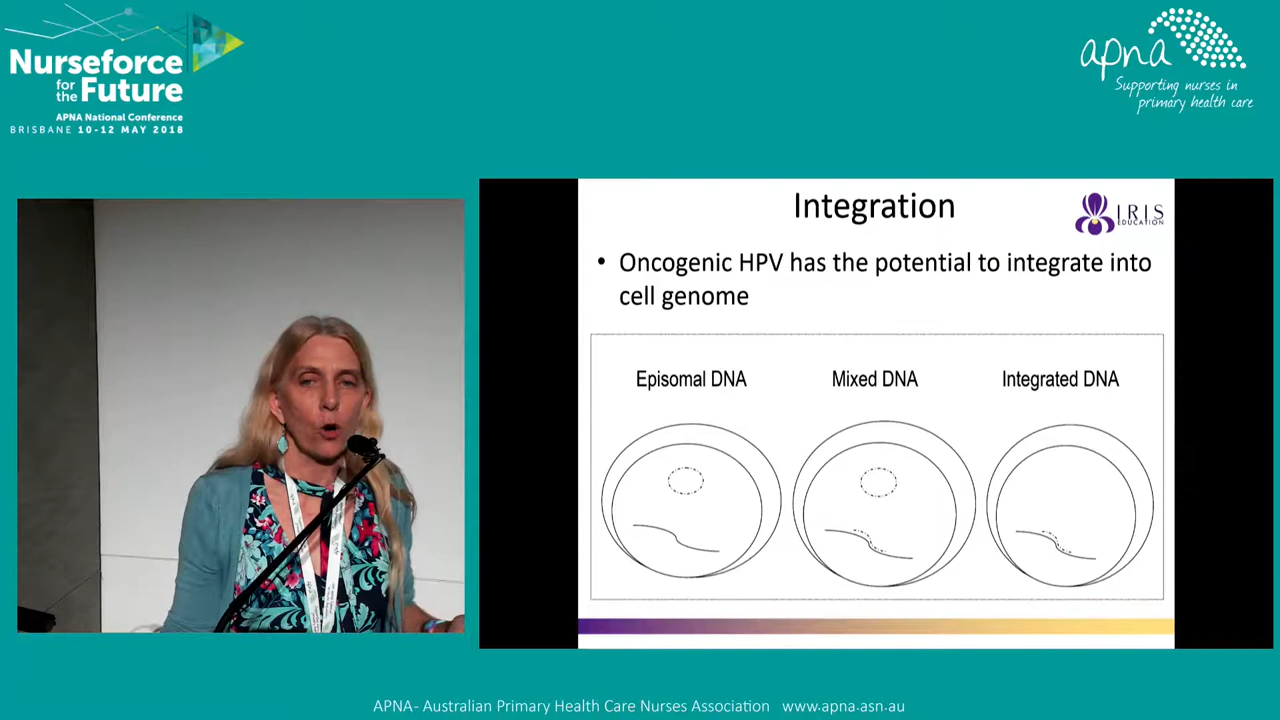 Nurseforce
for the Future
APNA National Conference
BRISBANE 10-12 MAY 2018
apna
Supporting nurses in
primary health care
Integration
IRIS
EDUCATION
• Oncogenic HPV has the potential to integrate into
cell genome
Episomal DNA
Mixed DNA
Integrated DNA
APNA- Australian Primary Health Care Nurses Association www.apna.asn.au